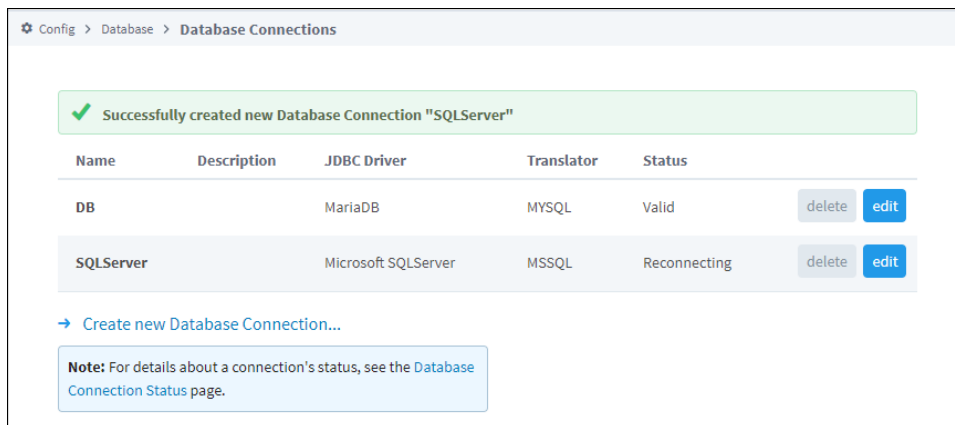 Config > Database > Database Connections
Successfully created new Database Connection "SQLServer"
Name Description JDBC Driver Translator Status
DB MariaDB MYSQL Valid delete edit
SQLServer Microsoft SQLServer MSSQL Reconnecting delete edit
→ Create new Database Connection...
Note: For details about a connection's status, see the Database
Connection Status page.